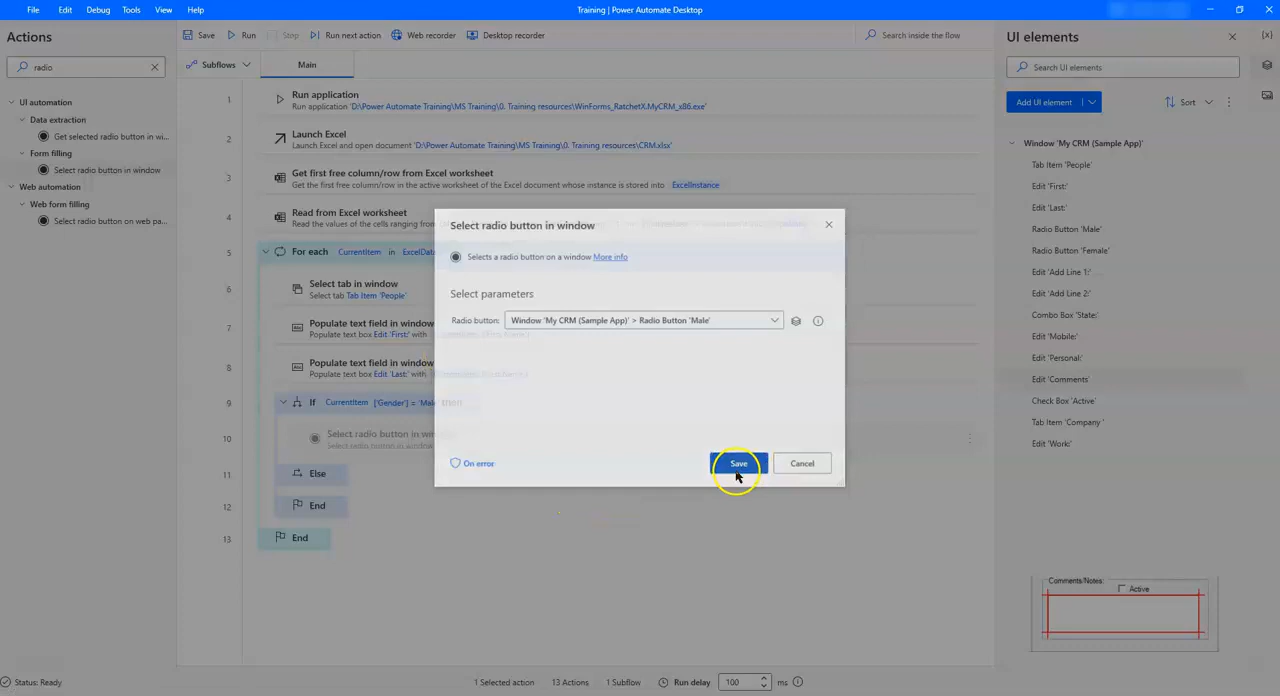 File Edit Debug Tools View Help
Training | Power Automate Desktop
Actions
radio
UI automation
Data extraction
Get selected radio button in wi...
Form filling
Select radio button in window
Web automation
Web form filling
Select radio button on web pa...
Save Run Stop Run next action Web recorder Desktop recorder
Search inside the flow
Subflows
Main
1
Run application
Run application 'D:\Power Automate Training\MS Training\0. Training resources\WinForms_RatchetX.MyCRM_x86.exe'
2
Launch Excel
Launch Excel and open document 'D:\Power Automate Training\MS Training\0. Training resources\CRM.xlsx'
3
Get first free column/row from Excel worksheet
Get the first free column/row in the active worksheet of the Excel document whose instance is stored into ExcelInstance
4
Read from Excel worksheet
Read the values of the cells ranging from
5
For each CurrentItem in ExcelData
6
Select tab in window
Select tab Tab Item 'People'
7
Populate text field in window
Populate text box Edit 'First:' with
8
Populate text field in window
Populate text box Edit 'Last:' with
9
If CurrentItem ['Gender'] = 'Male' then
10
Select radio button in
Select radio button in window
11
Else
12
End
13
End
Select radio button in window
Selects a radio button on a window More info
Select parameters
Radio button: Window 'My CRM (Sample App)' > Radio Button 'Male'
On error
Save
Cancel
UI elements
{x}
Search UI elements
Add UI element
Sort
Window 'My CRM (Sample App)'
Tab Item 'People'
Edit 'First:'
Edit 'Last:'
Radio Button 'Male'
Radio Button 'Female'
Edit 'Add Line 1:'
Edit 'Add Line 2:'
Combo Box 'State:'
Edit 'Mobile:'
Edit 'Personal:'
Edit 'Comments'
Check Box 'Active'
Tab Item 'Company '
Edit 'Works'
Comments/Notes:
Active
Status: Ready
1 Selected action
13 Actions
1 Subflow
Run delay
100
ms